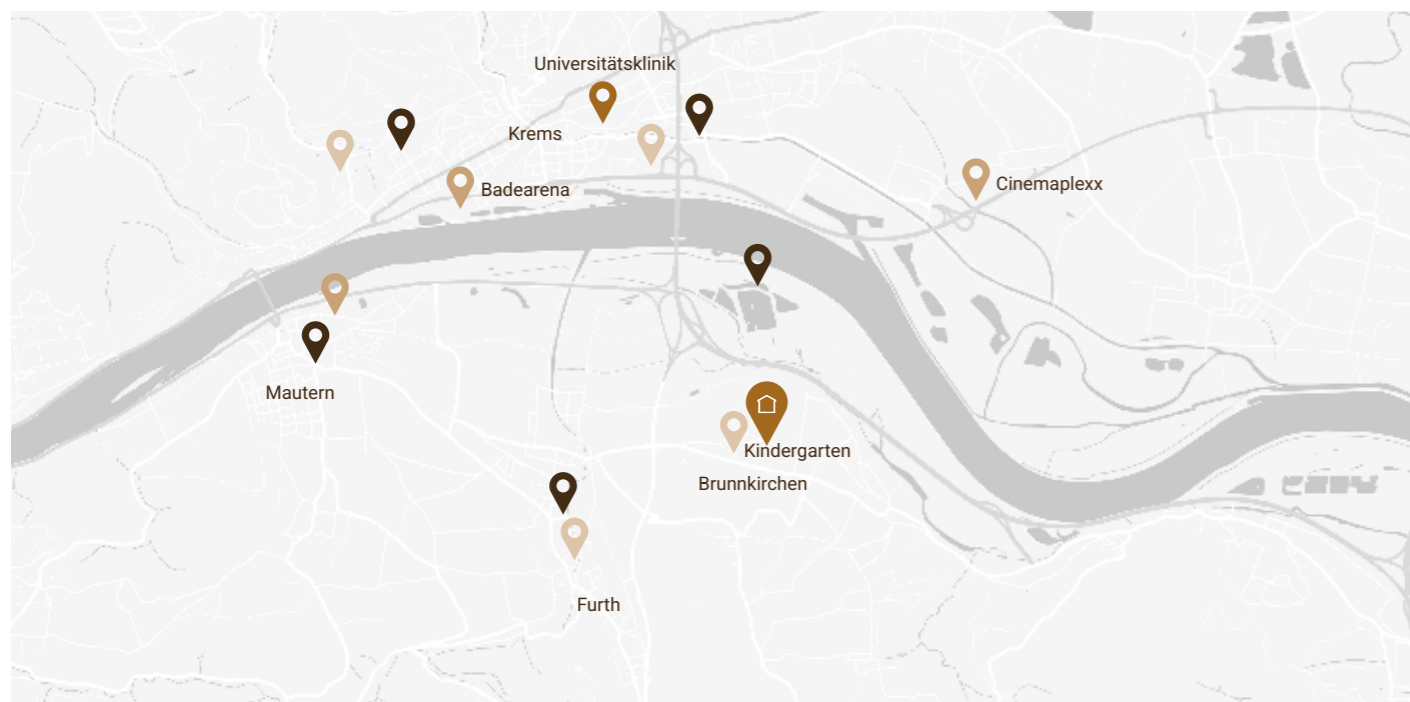 Universitätsklinik
Krems
Badearena
Cinemaplexx
Mautern
Kindergarten
Brunnkirchen
Furth